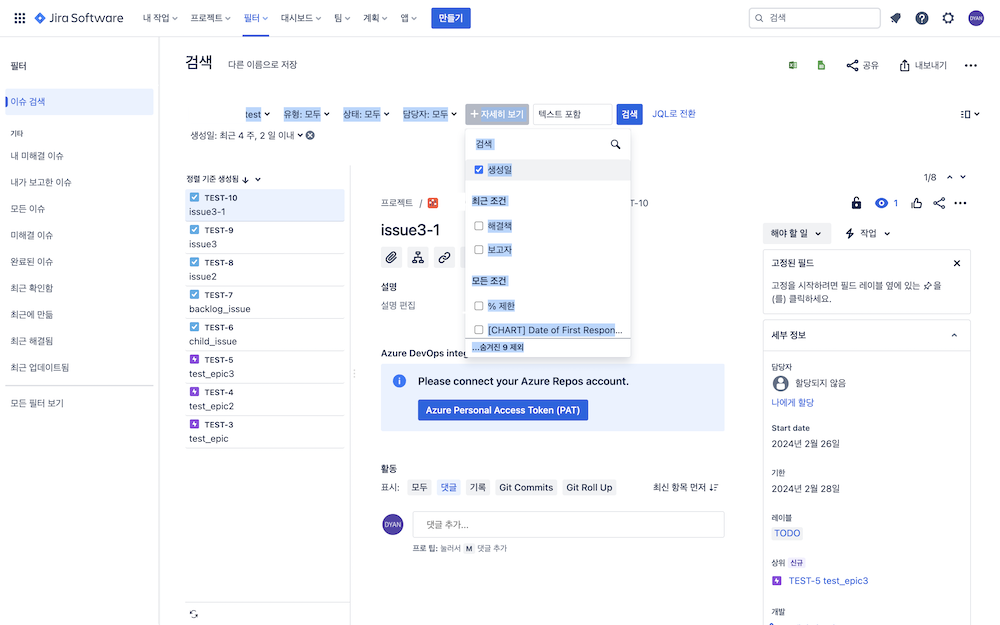 Jira Software 내 작업 프로젝트 필터 대시보드 팀 계획 앱 만들기 검색 DYAN
필터
이슈 검색
기타
내 미해결 이슈
내가 보고한 이슈
모든 이슈
미해결 이슈
완료된 이슈
최근 확인함
최근에 만듦
최근 해결됨
최근 업데이트됨
모든 필터 보기
검색 다른 이름으로 저장 공유 내보내기
test 유형: 모두 상태: 모두 담당자: 모두 + 자세히 보기 텍스트 포함 검색 JQL로 전환
생성일: 최근 4 주, 2 일 이내
검색
생성일
최근 조건
해결책
보고자
모든 조건
% 제한
[CHART] Date of First Respon...
...숨겨진 9 제외
정렬 기준 생성됨
TEST-10
issue3-1
TEST-9
issue3
TEST-8
issue2
TEST-7
backlog_issue
TEST-6
child_issue
TEST-5
test_epic3
TEST-4
test_epic2
TEST-3
test_epic
1/8
프로젝트 / T-10 1
issue3-1
설명
설명 편집
Azure DevOps inte
Please connect your Azure Repos account.
Azure Personal Access Token (PAT)
활동
표시: 모두 댓글 기록 Git Commits Git Roll Up 최신 항목 먼저
DYAN 댓글 추가...
프로 팁: 눌러서 M 댓글 추가
해야 할 일 작업
고정된 필드
고정을 시작하려면 필드 레이블 옆에 있는 을
(를) 클릭하세요.
세부 정보
담당자
할당되지 않음
나에게 할당
Start date
2024년 2월 26일
기한
2024년 2월 28일
레이블
TODO
상위 신규
TEST-5 test_epic3
개발